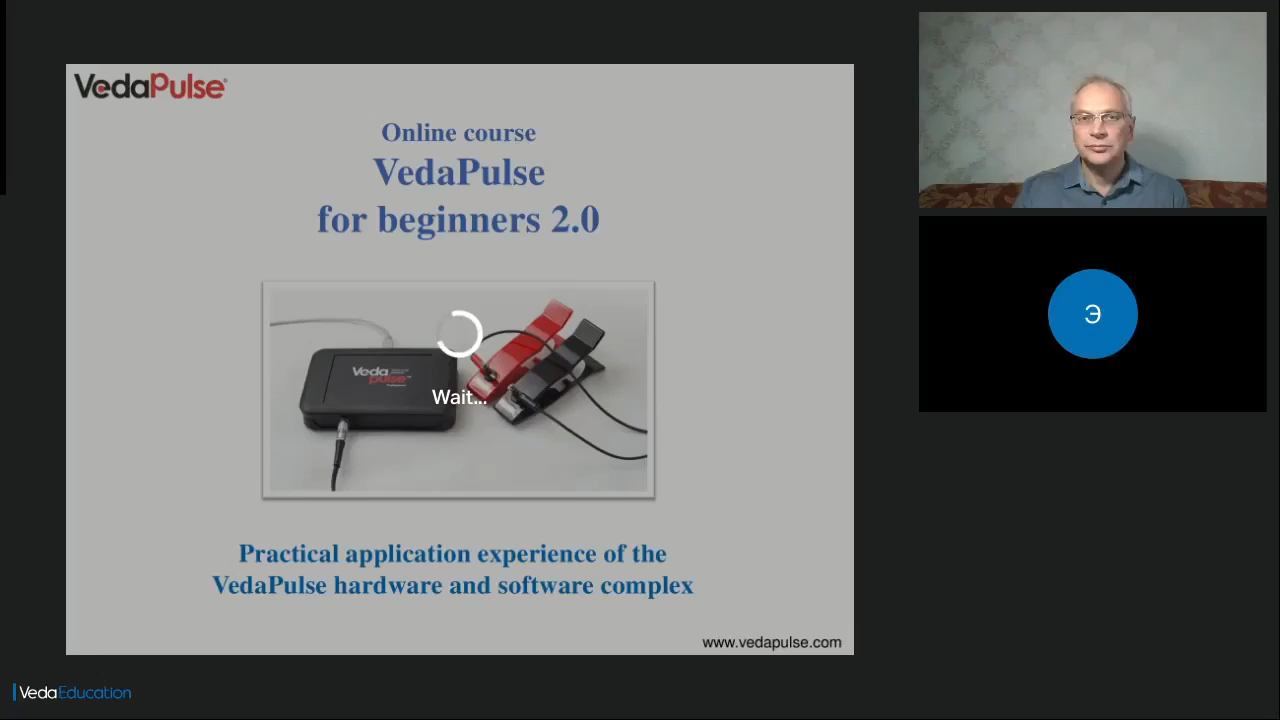 VedaPulse®
Online course
VedaPulse
for beginners 2.0
Veda
pulse™
Wait...
Э
Practical application experience of the
VedaPulse hardware and software complex
www.vedapulse.com
VedaEducation